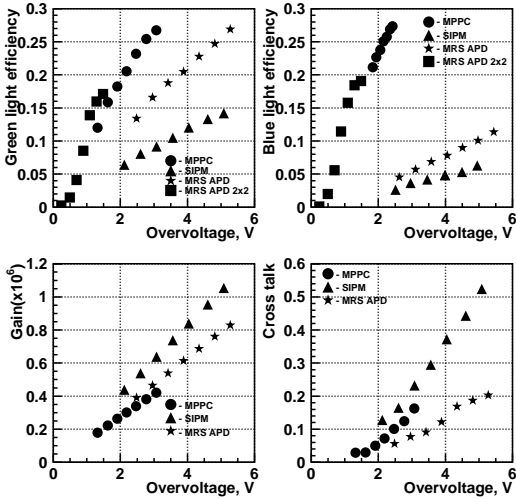 Green light efficiency
0.3
0.25
0.2
0.15
0.1
0.05
0
- MPPC
- SIPM
- MRS APD
- MRS APD 2x2
0 2 4 6
Overvoltage, V
Blue light efficiency
0.3
0.25
0.2
0.15
0.1
0.05
0
- MPPC
- SIPM
- MRS APD
- MRS APD 2x2
0 2 4 6
Overvoltage, V
Gain(x10⁶)
1.2
1
0.8
0.6
0.4
0.2
0
- MPPC
- SIPM
- MRS APD
0 2 4 6
Overvoltage, V
Cross talk
0.6
0.5
0.4
0.3
0.2
0.1
0
- MPPC
- SIPM
- MRS APD
0 2 4 6
Overvoltage, V